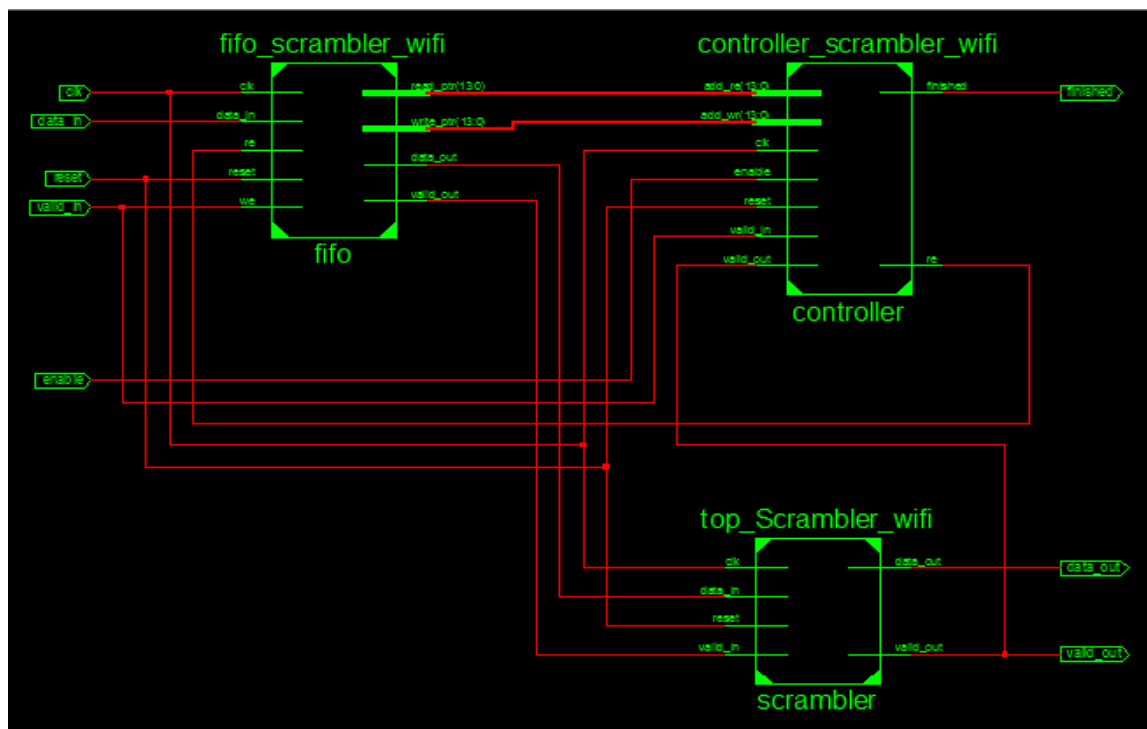 fifo_scrambler_wifi
controller_scrambler_wifi
clk
data_in
reset
valid_in
enable
clk
data_in
re
reset
we
read_ptr(13:0)
write_ptr(13:0)
data_out
valid_out
fifo
add_re(13:0)
add_wr(13:0)
clk
enable
reset
valid_in
valid_out
finished
re
controller
finished
top_Scrambler_wifi
clk
data_in
reset
valid_in
data_out
valid_out
scrambler
data_out
valid_out